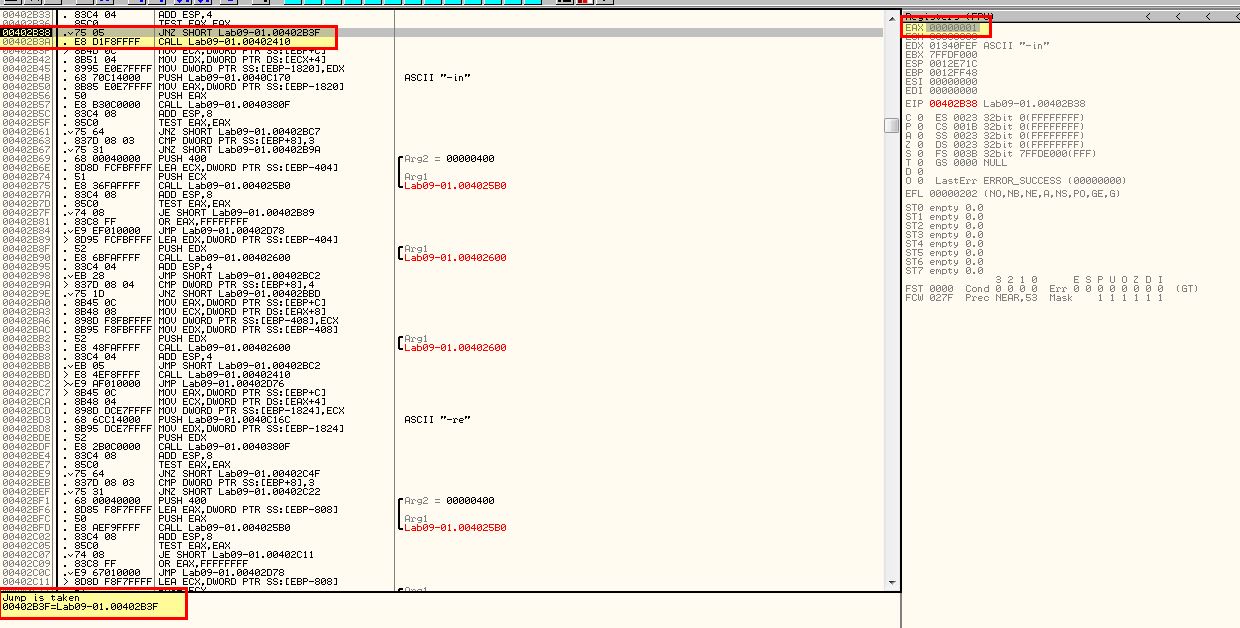 00402B33 . 83C4 04 ADD ESP,4
85C0 TEST EAX,EAX
00402B38 .v75 05 JNZ SHORT Lab09-01.00402B3F
00402B3A . E8 D1F8FFFF CALL Lab09-01.00402410
> 8B4D 0C MOV ECX,DWORD PTR SS:[EBP+C]
00402B42 . 8B51 04 MOV EDX,DWORD PTR DS:[ECX+4]
00402B45 . 8995 E0E7FFFF MOV DWORD PTR SS:[EBP-1820],EDX
00402B4B . 68 70C14000 PUSH Lab09-01.0040C170 ASCII "-in"
00402B50 . 8B85 E0E7FFFF MOV EAX,DWORD PTR SS:[EBP-1820]
00402B56 . 50 PUSH EAX
00402B57 . E8 B30C0000 CALL Lab09-01.0040380F
00402B5C . 83C4 08 ADD ESP,8
00402B5F . 85C0 TEST EAX,EAX
00402B61 .v75 64 JNZ SHORT Lab09-01.00402BC7
00402B63 . 837D 08 03 CMP DWORD PTR SS:[EBP+8],3
00402B67 .v75 31 JNZ SHORT Lab09-01.00402B9A
00402B69 . 68 00040000 PUSH 400 Arg2 = 00000400
00402B6E . 8D8D FCFBFFFF LEA ECX,DWORD PTR SS:[EBP-404]
00402B74 . 51 PUSH ECX Arg1
00402B75 . E8 36FAFFFF CALL Lab09-01.004025B0 Lab09-01.004025B0
00402B7A . 83C4 08 ADD ESP,8
00402B7D . 85C0 TEST EAX,EAX
00402B7F .v74 08 JE SHORT Lab09-01.00402B89
00402B81 . 83C8 FF OR EAX,FFFFFFFF
00402B84 .vE9 EF010000 JMP Lab09-01.00402D78
00402B89 > 8D95 FCFBFFFF LEA EDX,DWORD PTR SS:[EBP-404]
00402B8F . 52 PUSH EDX Arg1
00402B90 . E8 6BFAFFFF CALL Lab09-01.00402600 Lab09-01.00402600
00402B95 . 83C4 04 ADD ESP,4
00402B98 .vEB 28 JMP SHORT Lab09-01.00402BC2
00402B9A > 837D 08 04 CMP DWORD PTR SS:[EBP+8],4
00402B9E .v75 1D JNZ SHORT Lab09-01.00402BBD
00402BA0 . 8B45 0C MOV EAX,DWORD PTR SS:[EBP+C]
00402BA3 . 8B48 08 MOV ECX,DWORD PTR DS:[EAX+8]
00402BA6 . 898D F8FBFFFF MOV DWORD PTR SS:[EBP-408],ECX
00402BAC . 8B95 F8FBFFFF MOV EDX,DWORD PTR SS:[EBP-408]
00402BB2 . 52 PUSH EDX Arg1
00402BB3 . E8 48FAFFFF CALL Lab09-01.00402600 Lab09-01.00402600
00402BB8 . 83C4 04 ADD ESP,4
00402BBB .vEB 05 JMP SHORT Lab09-01.00402BC2
00402BBD > E8 4EF8FFFF CALL Lab09-01.00402410
00402BC2 >vE9 AF010000 JMP Lab09-01.00402D76
00402BC7 > 8B45 0C MOV EAX,DWORD PTR SS:[EBP+C]
00402BCA . 8B48 04 MOV ECX,DWORD PTR DS:[EAX+4]
00402BCD . 898D DCE7FFFF MOV DWORD PTR SS:[EBP-1824],ECX
00402BD3 . 68 6CC14000 PUSH Lab09-01.0040C16C ASCII "-re"
00402BD8 . 8B95 DCE7FFFF MOV EDX,DWORD PTR SS:[EBP-1824]
00402BDE . 52 PUSH EDX
00402BDF . E8 2B0C0000 CALL Lab09-01.0040380F
00402BE4 . 83C4 08 ADD ESP,8
00402BE7 . 85C0 TEST EAX,EAX
00402BE9 .v75 64 JNZ SHORT Lab09-01.00402C4F
00402BEB . 837D 08 03 CMP DWORD PTR SS:[EBP+8],3
00402BEF .v75 31 JNZ SHORT Lab09-01.00402C22
00402BF1 . 68 00040000 PUSH 400 Arg2 = 00000400
00402BF6 . 8D85 F8F7FFFF LEA EAX,DWORD PTR SS:[EBP-808]
00402BFC . 50 PUSH EAX Arg1
00402BFD . E8 AEF9FFFF CALL Lab09-01.004025B0 Lab09-01.004025B0
00402C02 . 83C4 08 ADD ESP,8
00402C05 . 85C0 TEST EAX,EAX
00402C07 .v74 08 JE SHORT Lab09-01.00402C11
00402C09 . 83C8 FF OR EAX,FFFFFFFF
00402C0C .vE9 67010000 JMP Lab09-01.00402D78
00402C11 > 8D8D F8F7FFFF LEA ECX,DWORD PTR SS:[EBP-808]
Jump is taken
00402B3F=Lab09-01.00402B3F
Registers (FPU) < < < <
EAX 00000001
EDX 01340FEF ASCII "-in"
EBX 7FFDF000
ESP 0012E71C
EBP 0012FF48
ESI 00000000
EDI 00000000
EIP 00402B38 Lab09-01.00402B38
C 0 ES 0023 32bit 0(FFFFFFFF)
P 0 CS 001B 32bit 0(FFFFFFFF)
A 0 SS 0023 32bit 0(FFFFFFFF)
Z 0 DS 0023 32bit 0(FFFFFFFF)
S 0 FS 003B 32bit 7FFDE000(FFF)
T 0 GS 0000 NULL
D 0
O 0 LastErr ERROR_SUCCESS (00000000)
EFL 00000202 (NO,NB,NE,A,NS,PO,GE,G)
ST0 empty 0.0
ST1 empty 0.0
ST2 empty 0.0
ST3 empty 0.0
ST4 empty 0.0
ST5 empty 0.0
ST6 empty 0.0
ST7 empty 0.0
3 2 1 0 E S P U O Z D I
FST 0000 Cond 0 0 0 0 Err 0 0 0 0 0 0 0 0 (GT)
FCW 027F Prec NEAR,53 Mask 1 1 1 1 1 1